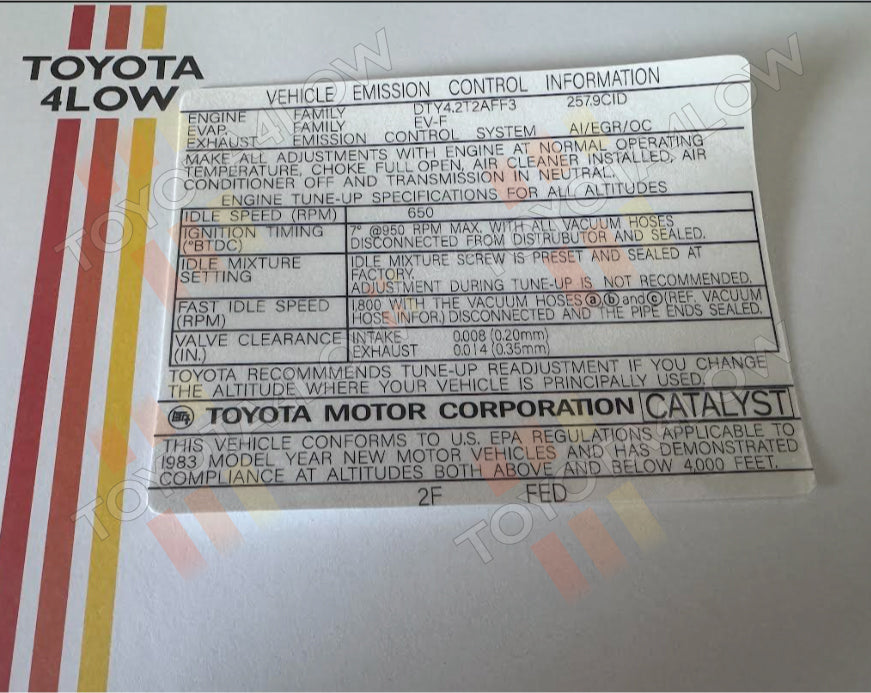 TOYOTA
4LOW
VEHICLE EMISSION CONTROL INFORMATION
ENGINE FAMILY DTY4.2T2AFF3 257.9CID
EVAP. FAMILY EV-F
EXHAUST EMISSION CONTROL SYSTEM AI/EGR/OC
MAKE ALL ADJUSTMENTS WITH ENGINE AT NORMAL OPERATING
TEMPERATURE, CHOKE FULL OPEN, AIR CLEANER INSTALLED, AIR
CONDITIONER OFF AND TRANSMISSION IN NEUTRAL.
ENGINE TUNE-UP SPECIFICATIONS FOR ALL ALTITUDES
IDLE SPEED (RPM) 650
IGNITION TIMING (°BTDC) 7° @950 RPM MAX. WITH ALL VACUUM HOSES
DISCONNECTED FROM DISTRUBUTOR AND SEALED.
IDLE MIXTURE SETTING IDLE MIXTURE SCREW IS PRESET AND SEALED AT
FACTORY.
ADJUSTMENT DURING TUNE-UP IS NOT RECOMMENDED.
FAST IDLE SPEED (RPM) 1,800 WITH THE VACUUM HOSES ⓐ,ⓑ and ⓒ (REF. VACUUM
HOSE INFOR.) DISCONNECTED AND THE PIPE ENDS SEALED.
VALVE CLEARANCE (IN.) INTAKE 0.008 (0.20mm)
EXHAUST 0.014 (0.35mm)
TOYOTA RECOMMMENDS TUNE-UP READJUSTMENT IF YOU CHANGE
THE ALTITUDE WHERE YOUR VEHICLE IS PRINCIPALLY USED.
TOYOTA MOTOR CORPORATION CATALYST
THIS VEHICLE CONFORMS TO U.S. EPA REGULATIONS APPLICABLE TO
1983 MODEL YEAR NEW MOTOR VEHICLES AND HAS DEMONSTRATED
COMPLIANCE AT ALTITUDES BOTH ABOVE AND BELOW 4,000 FEET.
2F FED
TOYOTA4LOW
TOYOTA4LOW
TOYOTA4LOW
TOYOTA4LOW